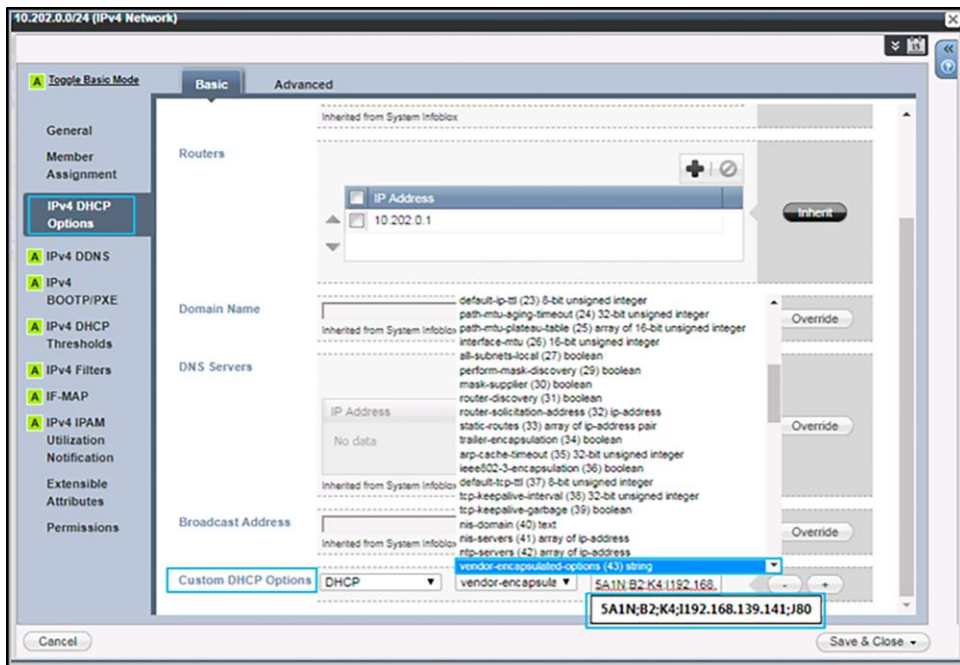 10.202.0.0/24 (IPv4 Network)
Toggle Basic Mode
Basic
Advanced
General
Member
Assignment
IPv4 DHCP
Options
A IPv4 DDNS
A IPv4
BOOTP/PXE
A IPv4 DHCP
Thresholds
A IPv4 Filters
A IF-MAP
A IPv4 IPAM
Utilization
Notification
Extensible
Attributes
Permissions
Inherited from System Infoblox
Routers
IP Address
10.202.0.1
Inherit
Domain Name
Inherited from System Infoblox
Override
DNS Servers
IP Address
No data
Inherited from System Infoblox
Override
Broadcast Address
Inherited from System Infoblox
Override
default-ip-ttl (23) 8-bit unsigned integer
path-mtu-aging-timeout (24) 32-bit unsigned integer
path-mtu-plateau-table (25) array of 16-bit unsigned integer
interface-mtu (26) 16-bit unsigned integer
all-subnets-local (27) boolean
perform-mask-discovery (29) boolean
mask-supplier (30) boolean
router-discovery (31) boolean
router-solicitation-address (32) ip-address
static-routes (33) array of ip-address pair
trailer-encapsulation (34) boolean
arp-cache-timeout (35) 32-bit unsigned integer
ieee802-3-encapsulation (36) boolean
default-tcp-ttl (37) 8-bit unsigned integer
tcp-keepalive-interval (38) 32-bit unsigned integer
tcp-keepalive-garbage (39) boolean
nis-domain (40) text
nis-servers (41) array of ip-address
ntp-servers (42) array of ip-address
vendor-encapsulated-options (43) string
Custom DHCP Options
DHCP
vendor-encapsula
5A1N;B2;K4;I192.168.
5A1N;B2;K4;I192.168.139.141;J80
Cancel
Save & Close